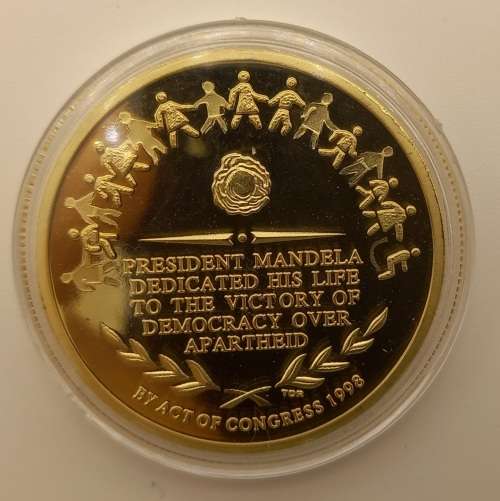 PRESIDENT MANDELA
DEDICATED HIS LIFE
TO THE VICTORY OF
DEMOCRACY OVER
APARTHEID
TDR
BY ACT OF CONGRESS 1998